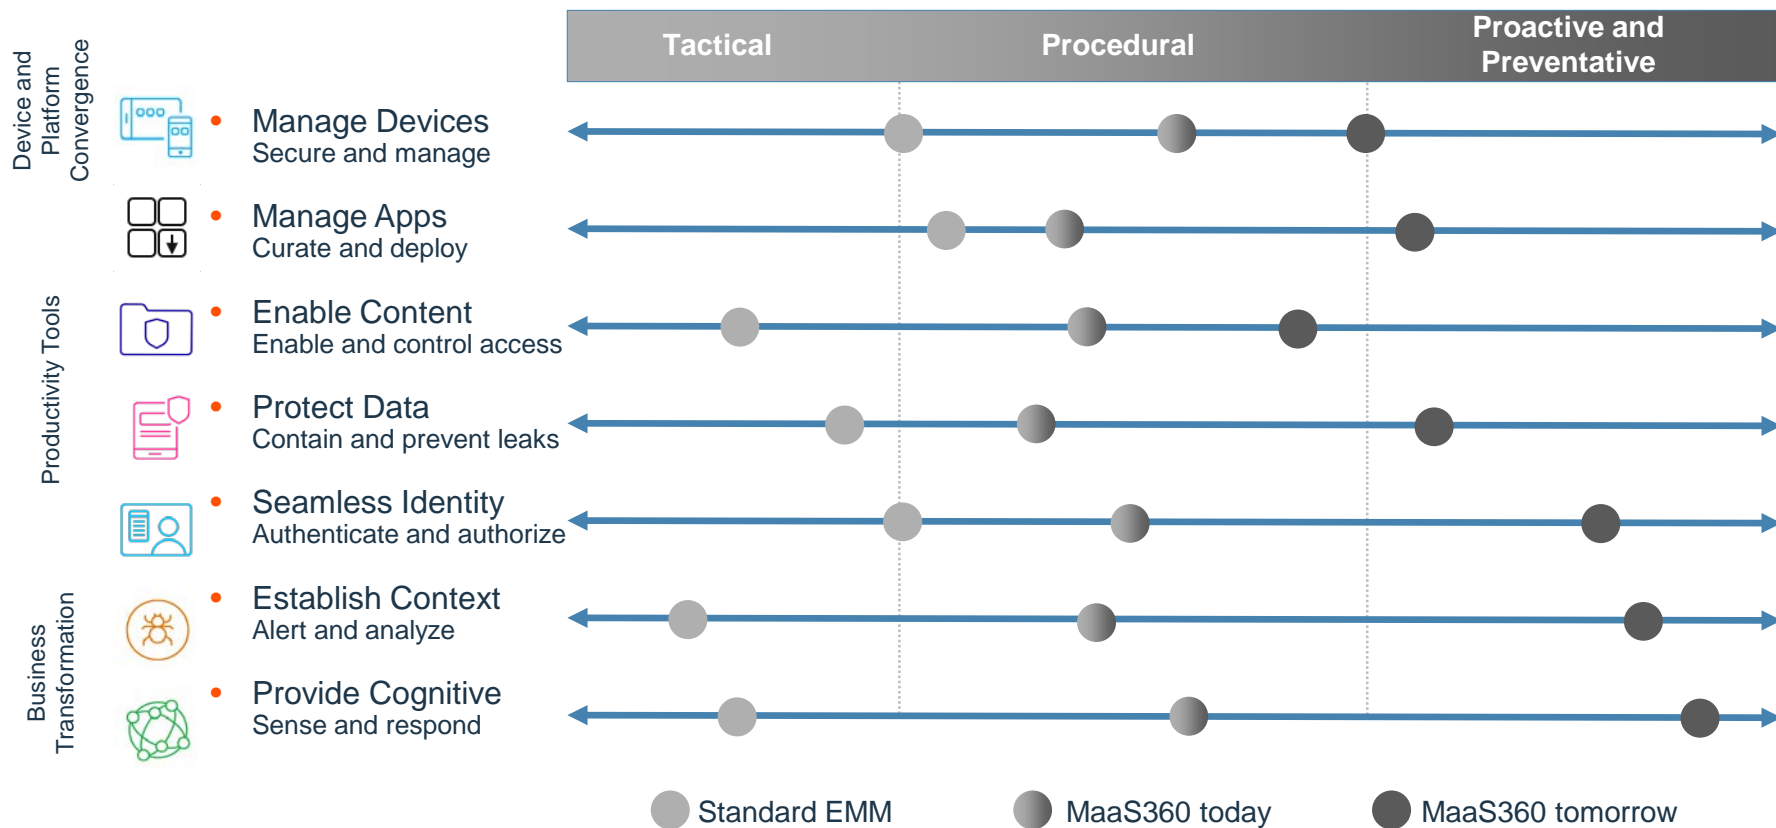 Tactical
Procedural
Proactive and
Preventative
Device and
Platform
Convergence
• Manage Devices
Secure and manage
• Manage Apps
Curate and deploy
Productivity Tools
• Enable Content
Enable and control access
• Protect Data
Contain and prevent leaks
• Seamless Identity
Authenticate and authorize
Business
Transformation
• Establish Context
Alert and analyze
• Provide Cognitive
Sense and respond
Standard EMM
MaaS360 today
MaaS360 tomorrow